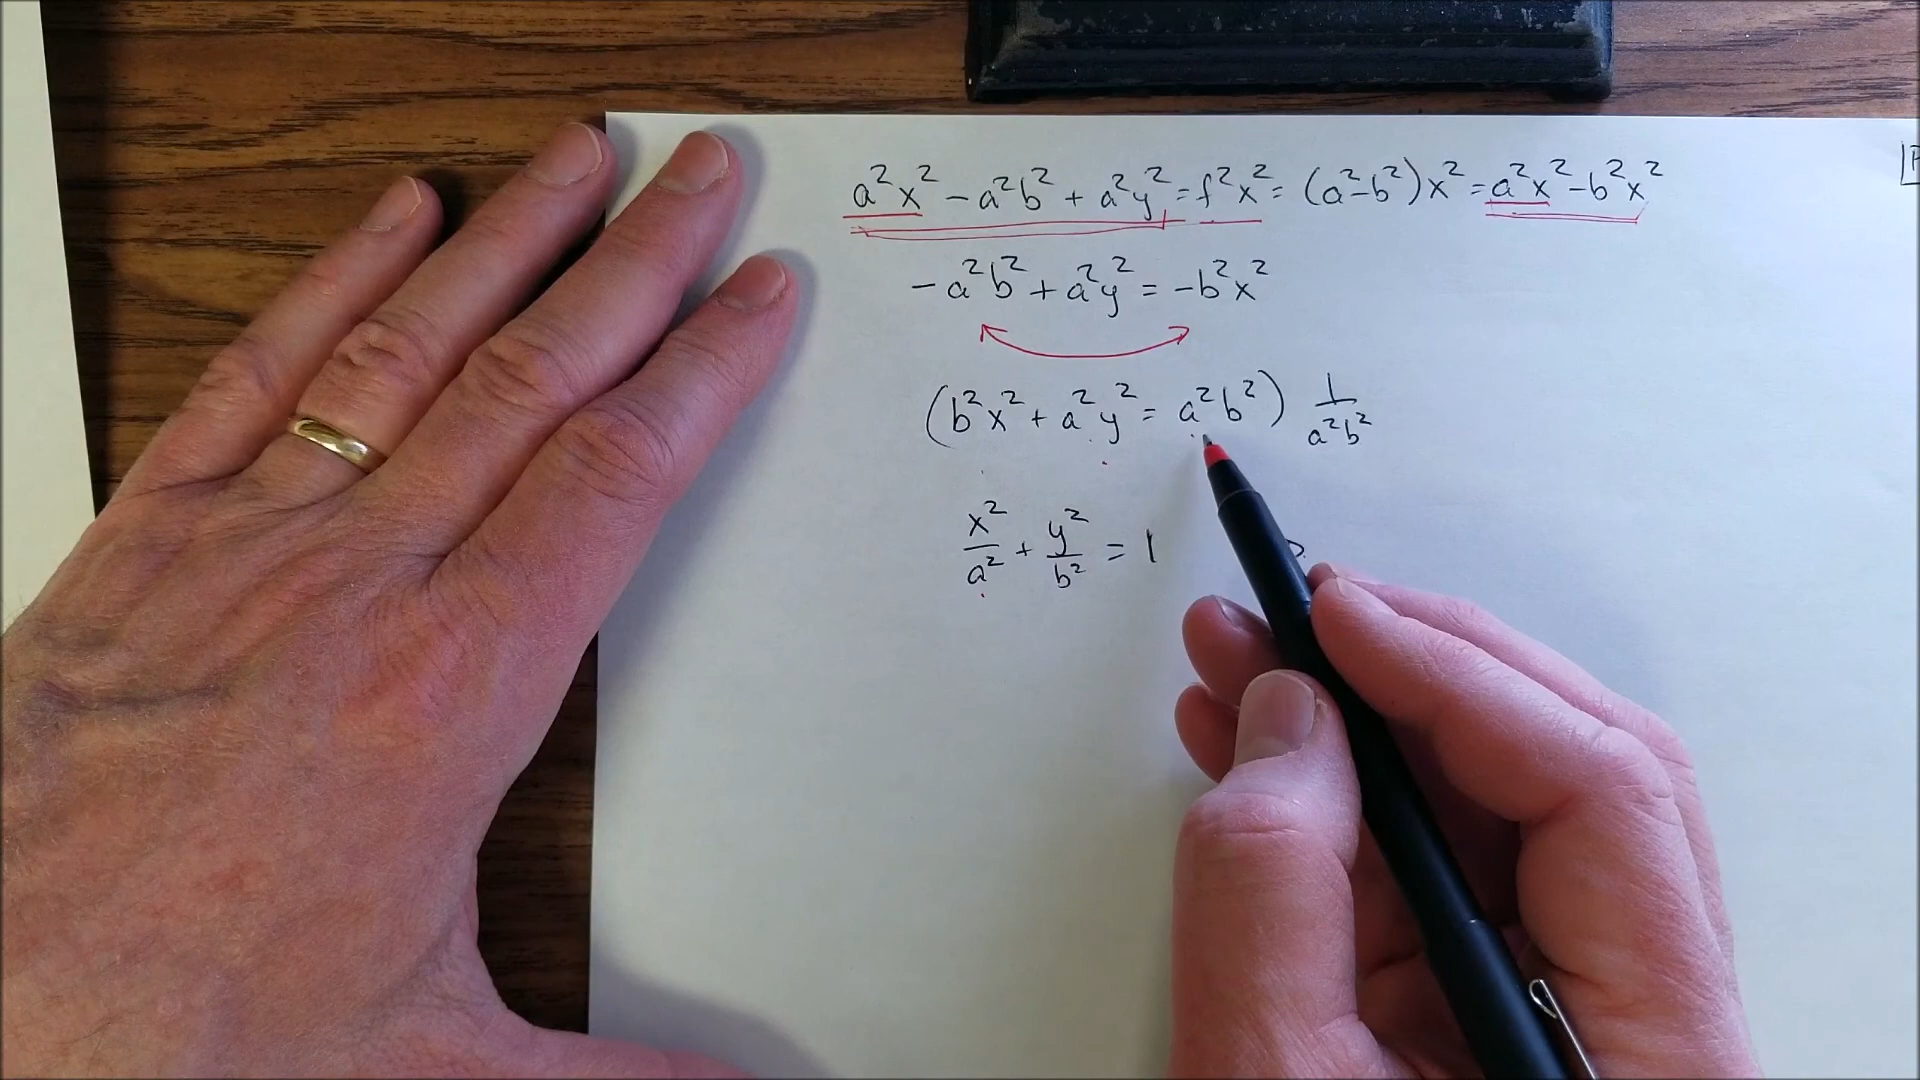 a²x² - a²b² + a²y² = f²x² = (a²-b²)x² = a²x² - b²x²
-a²b² + a²y² = -b²x²
(b²x² + a²y² = a²b²) 1/a²b²
x²/a² + y²/b² = 1